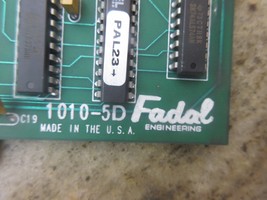 PAL23+
C19
1010-5D Fadal
MADE IN THE U.S.A. ENGINEERING